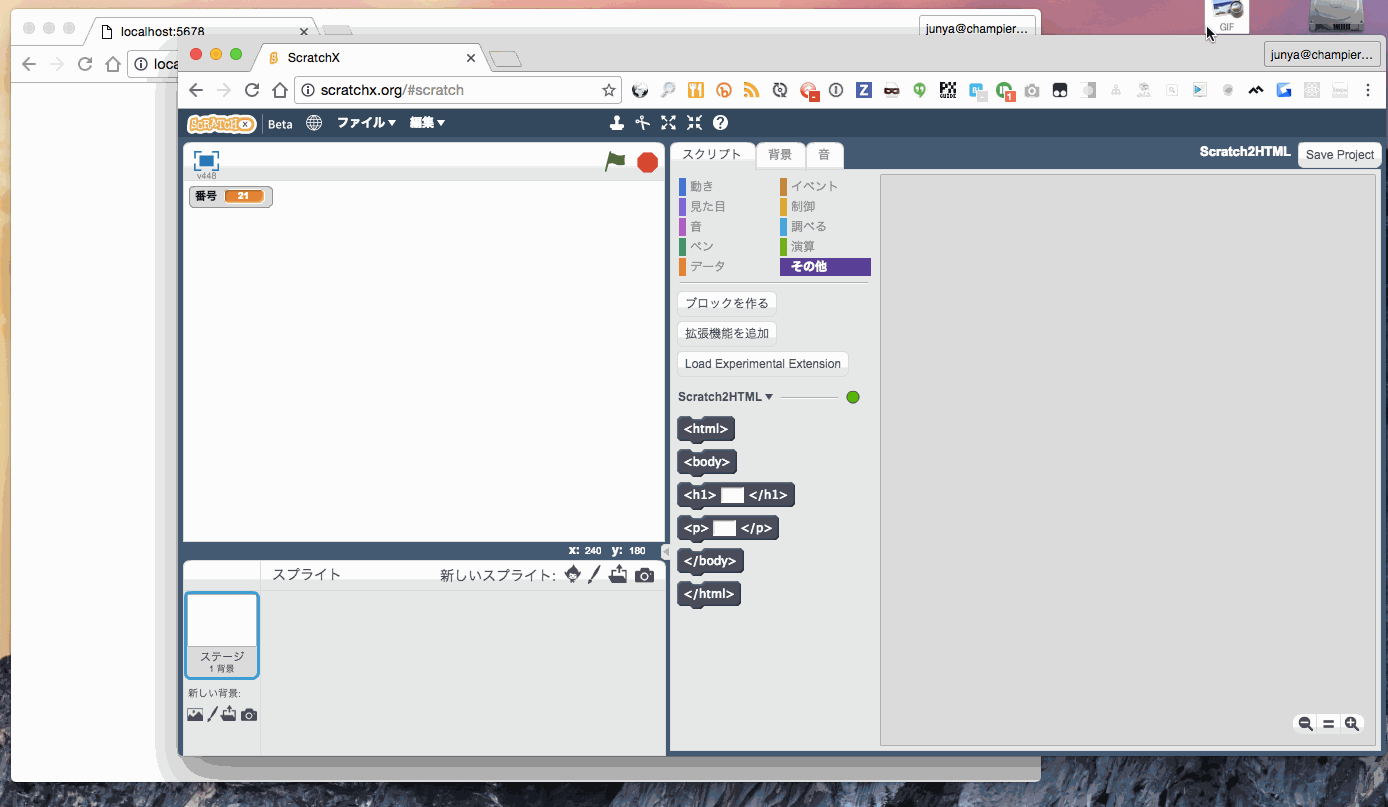 localhost:5678
junya@champier...
GIF
loca
ScratchX
junya@champier...
scratchx.org/#scratch
SCRATCHX
Beta
ファイル▼
編集▼
v448
番号 21
スクリプト
背景
音
Scratch2HTML
Save Project
動き
イベント
見た目
制御
音
調べる
ペン
演算
データ
その他
ブロックを作る
拡張機能を追加
Load Experimental Extension
Scratch2HTML▼
<html>
<body>
<h1> </h1>
<p> </p>
</body>
</html>
x: 240 y: 180
スプライト
新しいスプライト:
ステージ
1 背景
新しい背景: